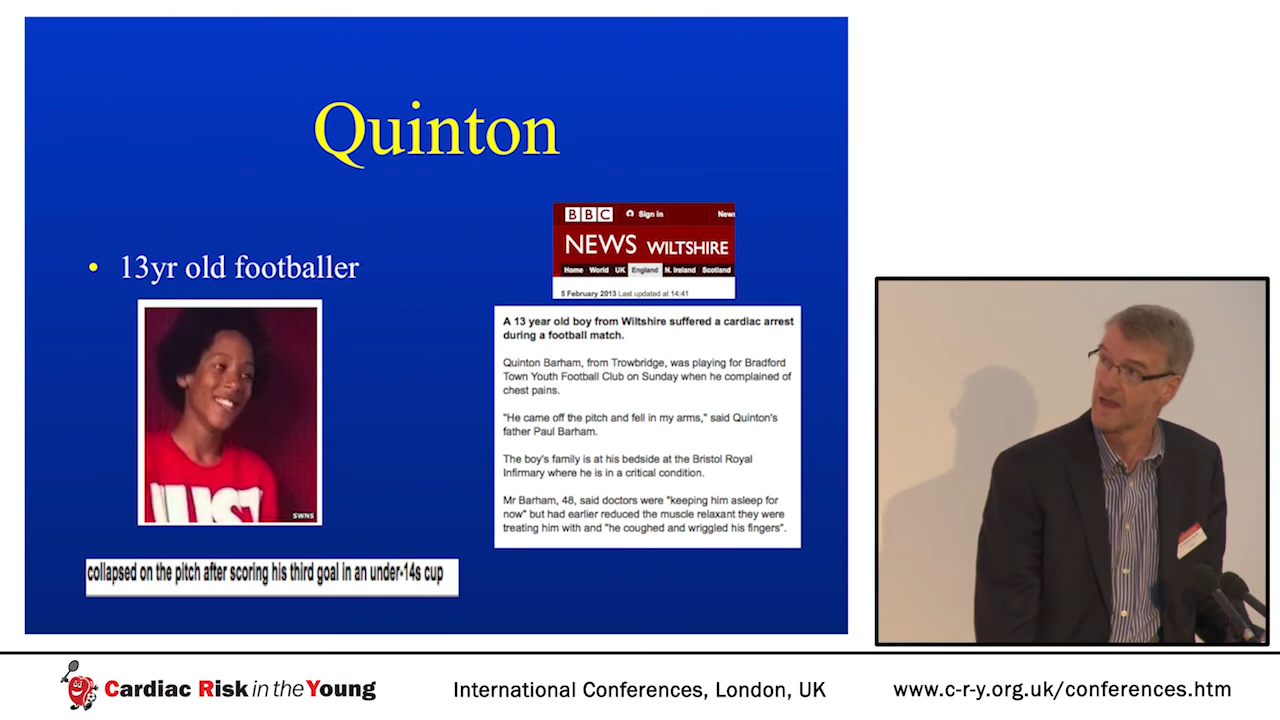 Quinton
• 13yr old footballer
SWNS
collapsed on the pitch after scoring his third goal in an under-14s cup
BBC Sign in News
NEWS WILTSHIRE
Home World UK England N. Ireland Scotland
5 February 2013 Last updated at 14:41
A 13 year old boy from Wiltshire suffered a cardiac arrest
during a football match.
Quinton Barham, from Trowbridge, was playing for Bradford
Town Youth Football Club on Sunday when he complained of
chest pains.
"He came off the pitch and fell in my arms," said Quinton's
father Paul Barham.
The boy's family is at his bedside at the Bristol Royal
Infirmary where he is in a critical condition.
Mr Barham, 48, said doctors were "keeping him asleep for
now" but had earlier reduced the muscle relaxant they were
treating him with and "he coughed and wriggled his fingers".
Cardiac Risk in the Young
International Conferences, London, UK
www.c-r-y.org.uk/conferences.htm